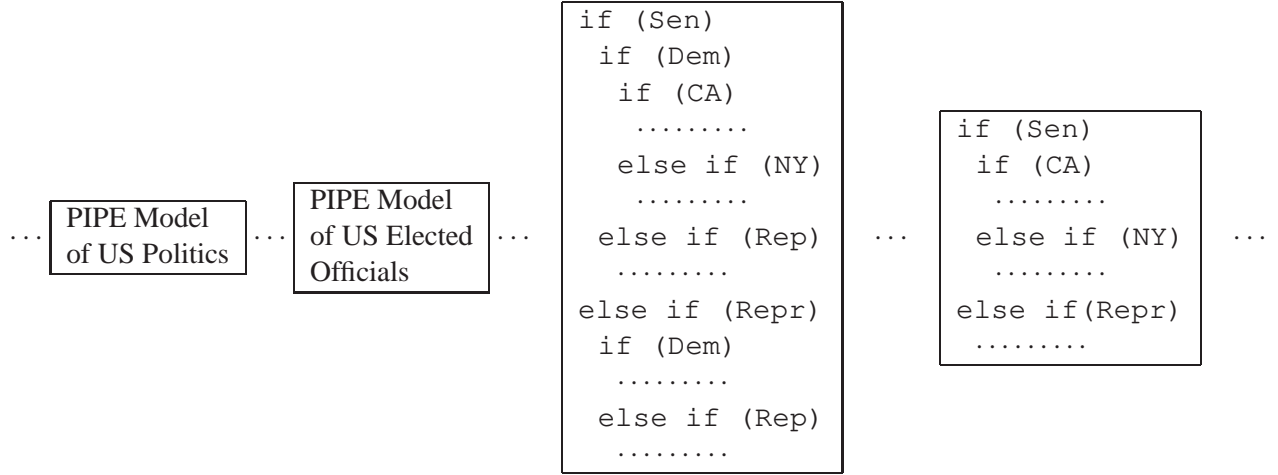 ··· PIPE Model
of US Politics
··· PIPE Model
of US Elected
Officials
···
if (Sen)
if (Dem)
if (CA)
·········
else if (NY)
·········
else if (Rep)
·········
else if (Repr)
if (Dem)
·········
else if (Rep)
·········
···
if (Sen)
if (CA)
·········
else if (NY)
·········
else if(Repr)
·········
···